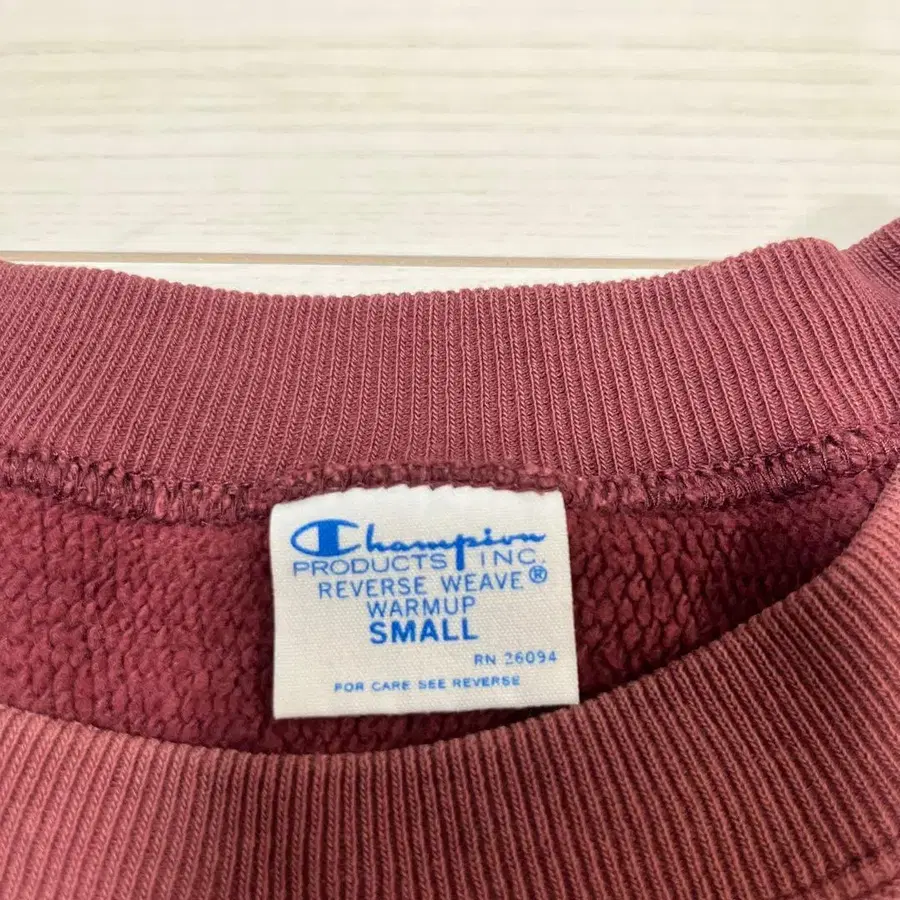 Champion
PRODUCTS INC.
REVERSE WEAVE®
WARMUP
SMALL
RN 26094
FOR CARE SEE REVERSE